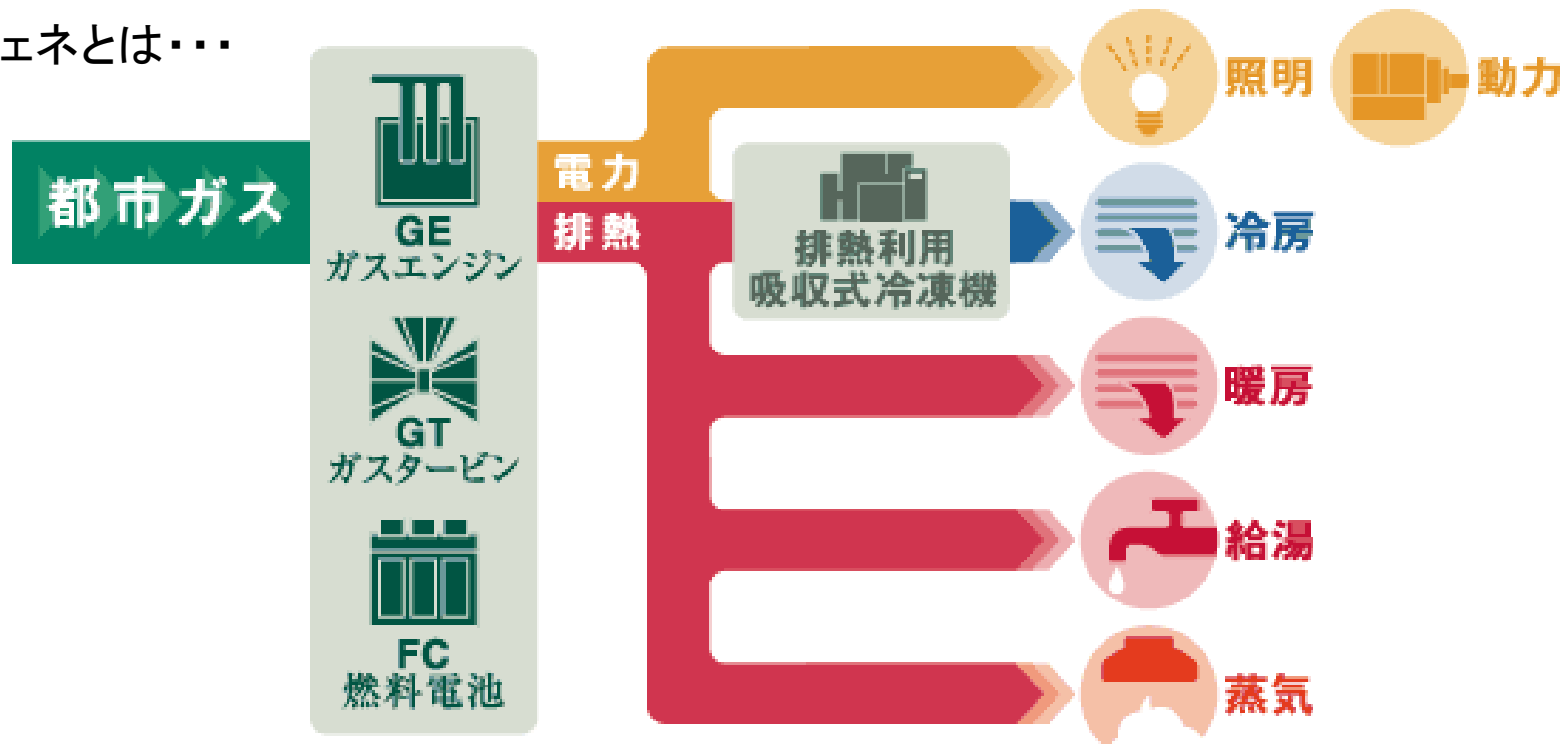 ェネとは・・・
都市ガス
GE
ガスエンジン
GT
ガスタービン
FC
燃料電池
電力
排熱
排熱利用
吸収式冷凍機
照明
動力
冷房
暖房
給湯
蒸気